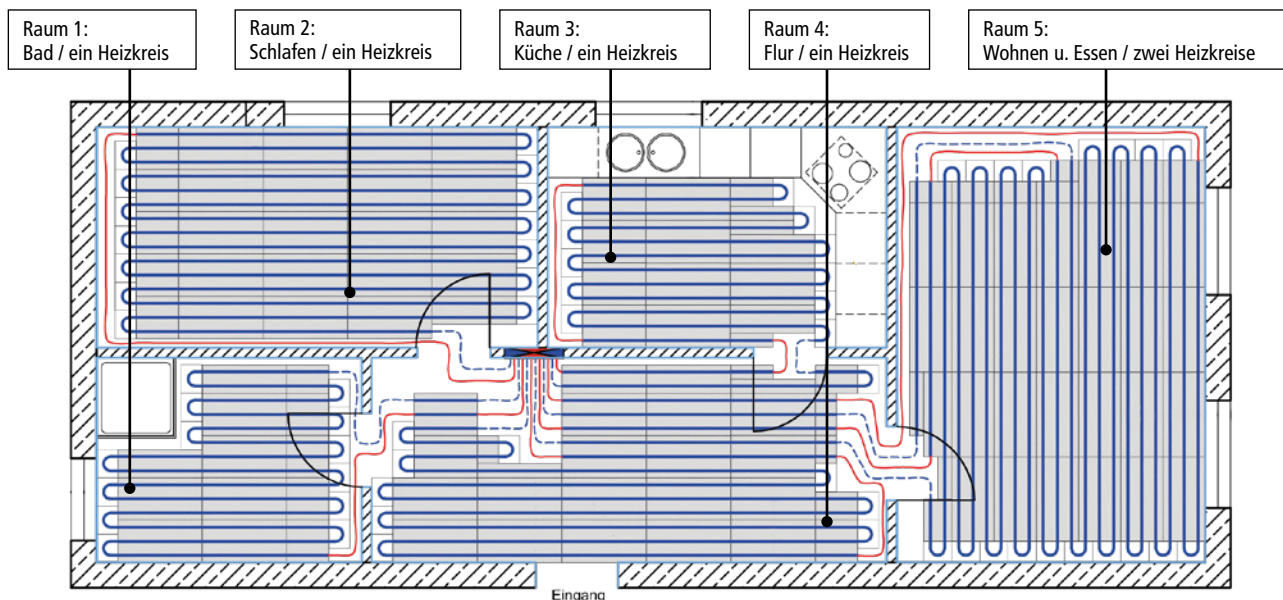 Raum 1:
Bad / ein Heizkreis
Raum 2:
Schlafen / ein Heizkreis
Raum 3:
Küche / ein Heizkreis
Raum 4:
Flur / ein Heizkreis
Raum 5:
Wohnen u. Essen / zwei Heizkreise
Eingang